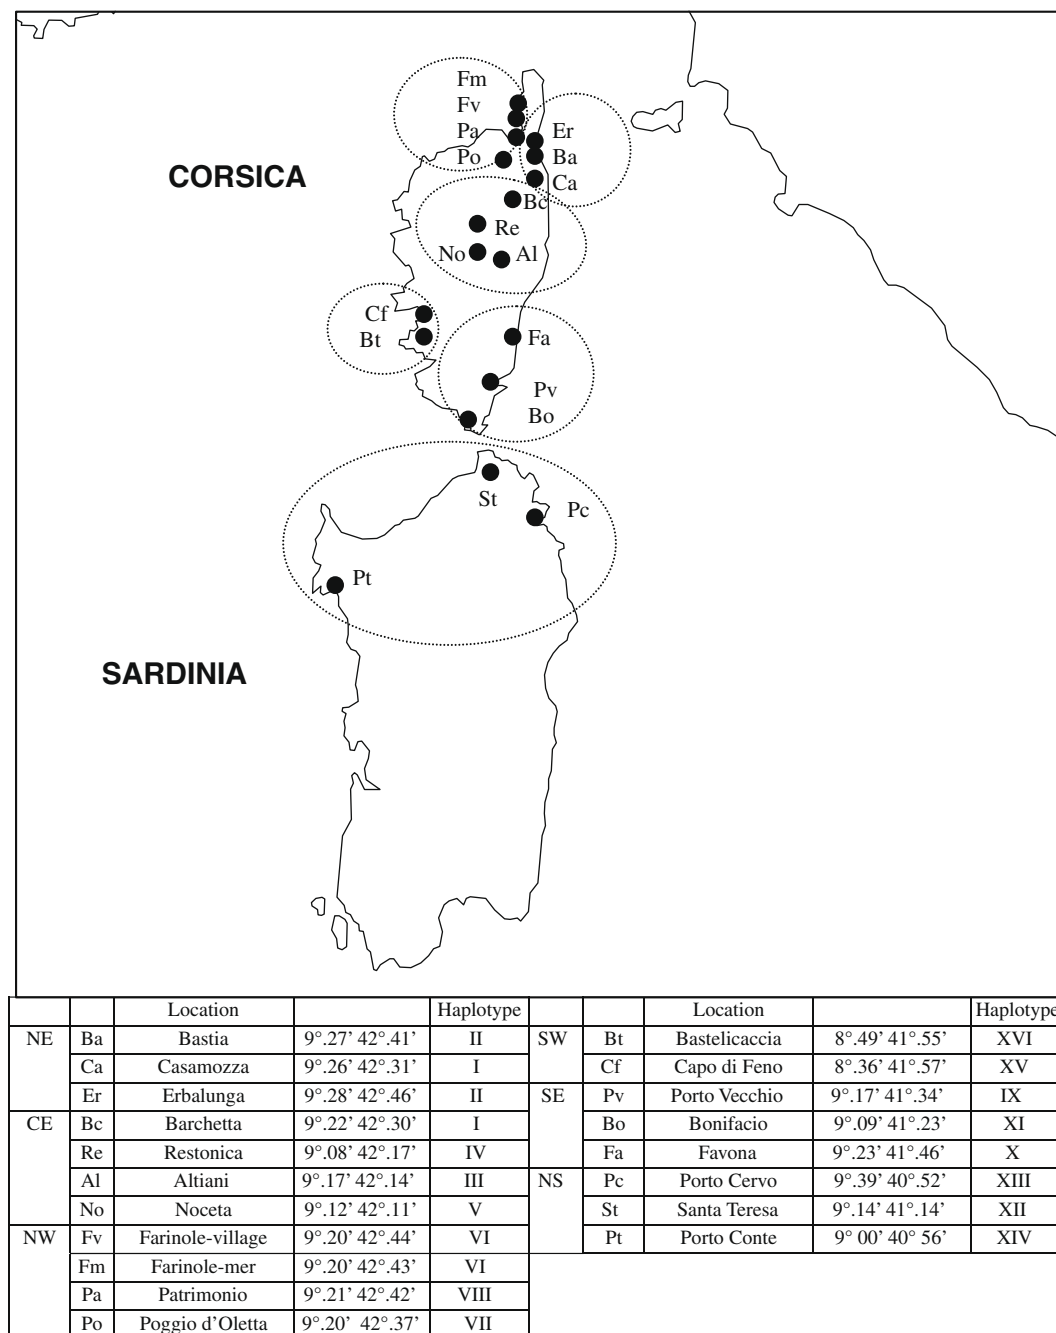 Fm
Fv
Pa
Po
Er
Ba
Ca
CORSICA
Bc
Re
No
Al
Cf
Bt
Fa
Pv
Bo
St
Pc
Pt
SARDINIA
Location Haplotype Location Haplotype
NE Ba Bastia 9°.27’ 42°.41’ II SW Bt Bastelicaccia 8°.49’ 41°.55’ XVI
Ca Casamozza 9°.26’ 42°.31’ I Cf Capo di Feno 8°.36’ 41°.57’ XV
Er Erbalunga 9°.28’ 42°.46’ II SE Pv Porto Vecchio 9°.17’ 41°.34’ IX
CE Bc Barchetta 9°.22’ 42°.30’ I Bo Bonifacio 9°.09’ 41°.23’ XI
Re Restonica 9°.08’ 42°.17’ IV Fa Favona 9°.23’ 41°.46’ X
Al Altiani 9°.17’ 42°.14’ III NS Pc Porto Cervo 9°.39’ 40°.52’ XIII
No Noceta 9°.12’ 42°.11’ V St Santa Teresa 9°.14’ 41°.14’ XII
NW Fv Farinole-village 9°.20’ 42°.44’ VI Pt Porto Conte 9° 00’ 40° 56’ XIV
Fm Farinole-mer 9°.20’ 42°.43’ VI
Pa Patrimonio 9°.21’ 42°.42’ VIII
Po Poggio d’Oletta 9°.20’ 42°.37’ VII